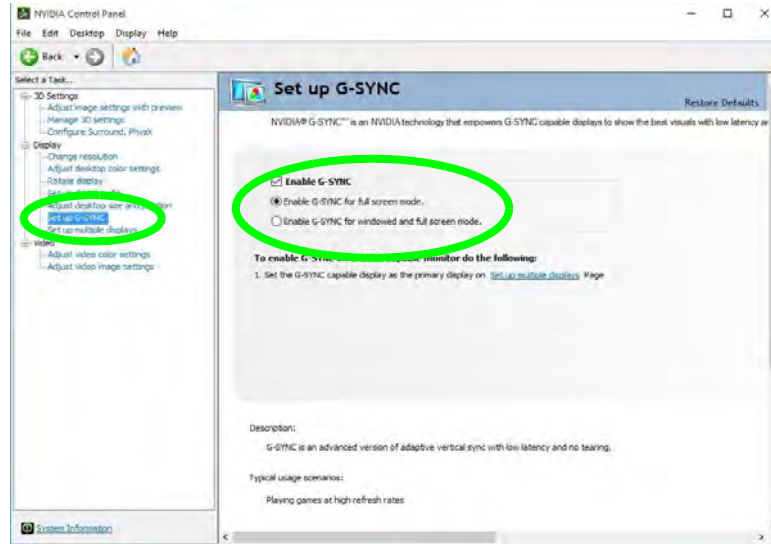 NVIDIA Control Panel
File Edit Desktop Display Help
Back
Select a Task...
3D Settings
Adjust image settings with preview
Manage 3D settings
Configure Surround, PhysX
Display
Change resolution
Adjust desktop color settings
Rotate display
Adjust desktop size and position
Set up G-SYNC
Set up multiple displays
Video
Adjust video color settings
Adjust video image settings
System Information
Set up G-SYNC
Restore Defaults
NVIDIA® G-SYNC™ is an NVIDIA technology that empowers G-SYNC capable displays to show the best visuals with low latency ar
Enable G-SYNC
Enable G-SYNC for full screen mode.
Enable G-SYNC for windowed and full screen mode.
To enable G-SYNC monitor do the following:
1. Set the G-SYNC capable display as the primary display on Set up multiple displays Page
Description:
G-SYNC is an advanced version of adaptive vertical sync with low latency and no tearing.
Typical usage scenarios:
Playing games at high refresh rates